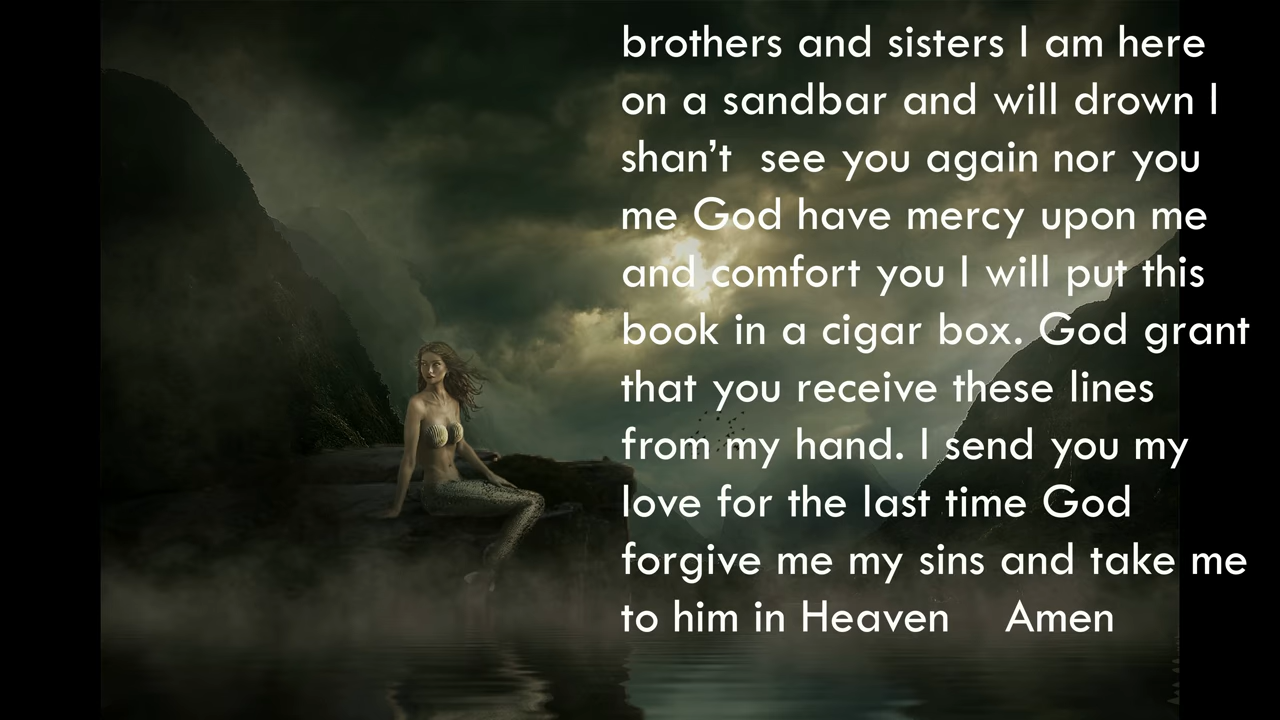 brothers and sisters I am here
on a sandbar and will drown I
shan’t  see you again nor you
me God have mercy upon me
and comfort you I will put this
book in a cigar box. God grant
that you receive these lines
from my hand. I send you my
love for the last time God
forgive me my sins and take me
to him in Heaven    Amen